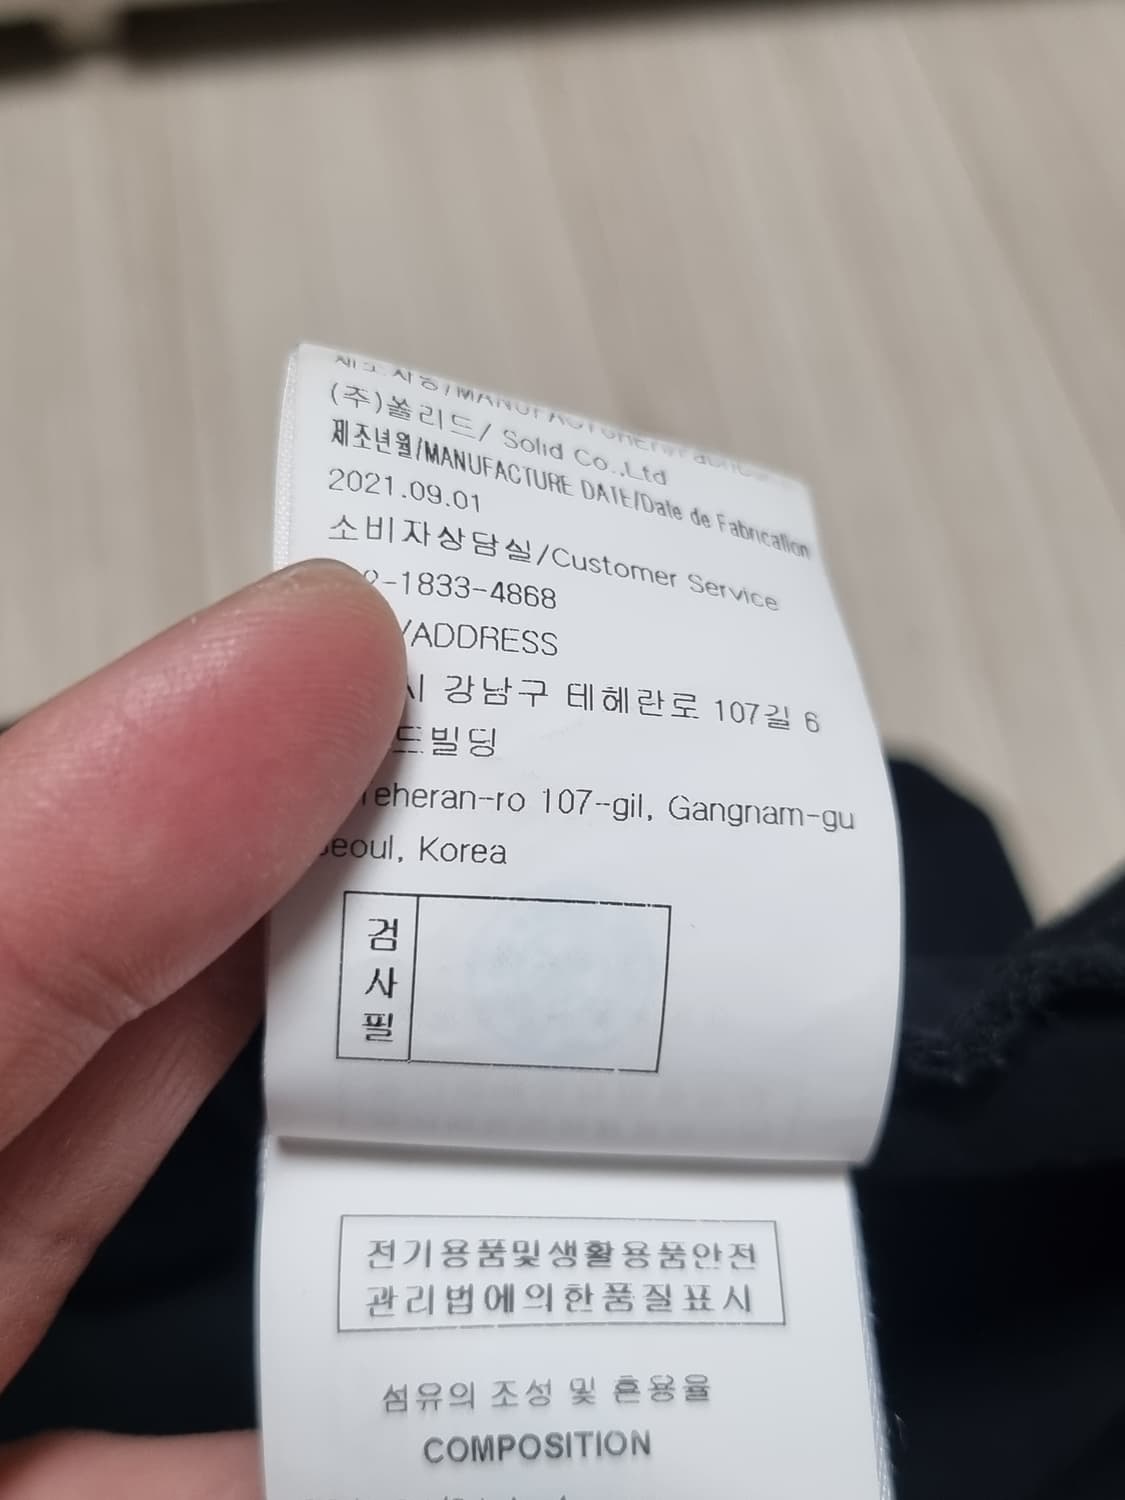 (주)쏠리드/ Solid Co.,Ltd
제조년월/MANUFACTURE DATE/Date de Fabrication
2021.09.01
소비자상담실/Customer Service
2-1833-4868
/ADDRESS
시 강남구 테헤란로 107길 6
드빌딩
Teheran-ro 107-gil, Gangnam-gu
Seoul, Korea
검
사
필
전기용품및생활용품안전
관리법에의한품질표시
섬유의 조성 및 혼용율
COMPOSITION